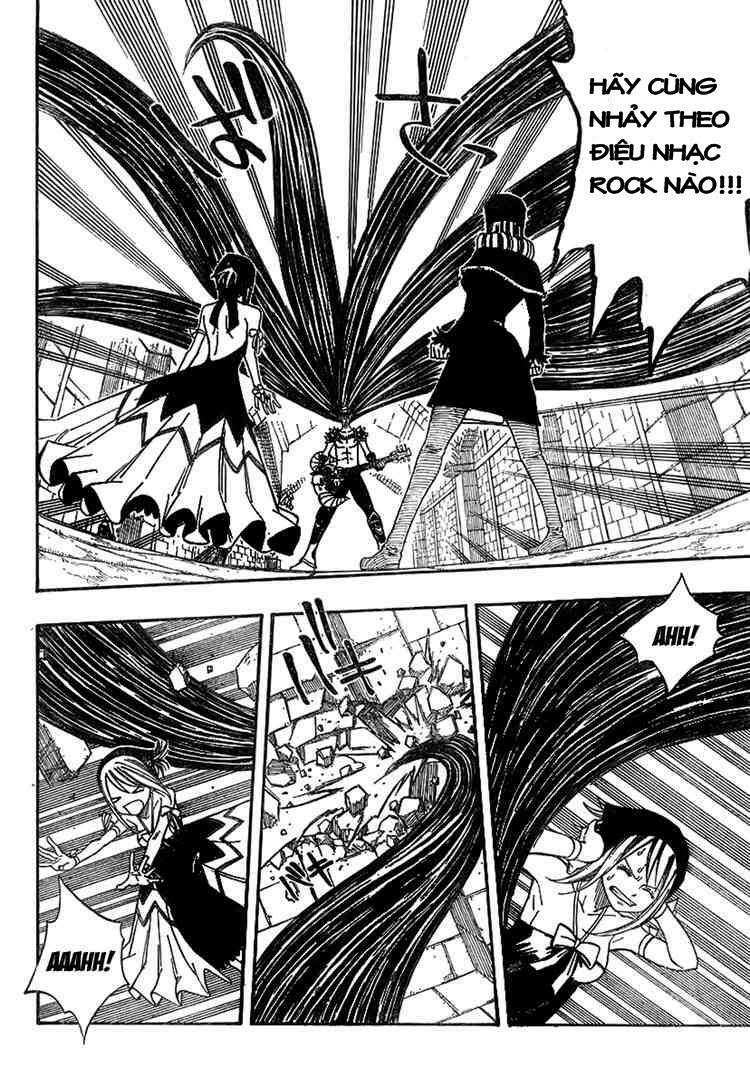 HÃY CÙNG
NHẢY THEO
ĐIỆU NHẠC
ROCK NÀO!!!
AHH!
AAAHH!